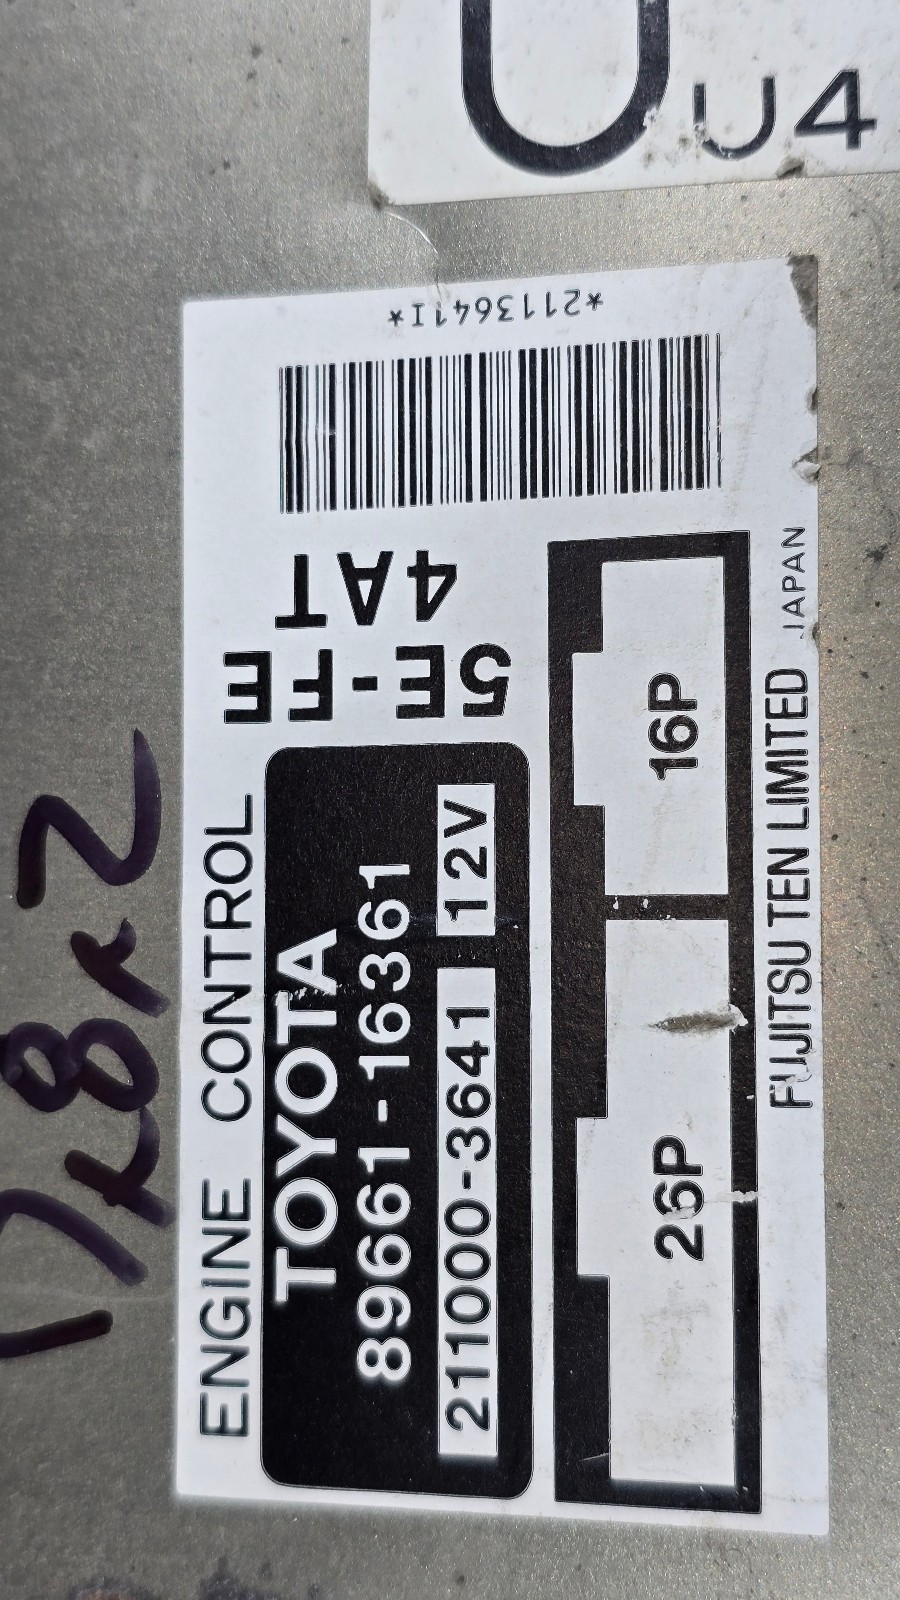 U
U4
ENGINE CONTROL
TOYOTA
89661-16361
211000-3641 12V
5E-FE
4AT
*2113641I*
26P
16P
FUJITSU TEN LIMITED JAPAN